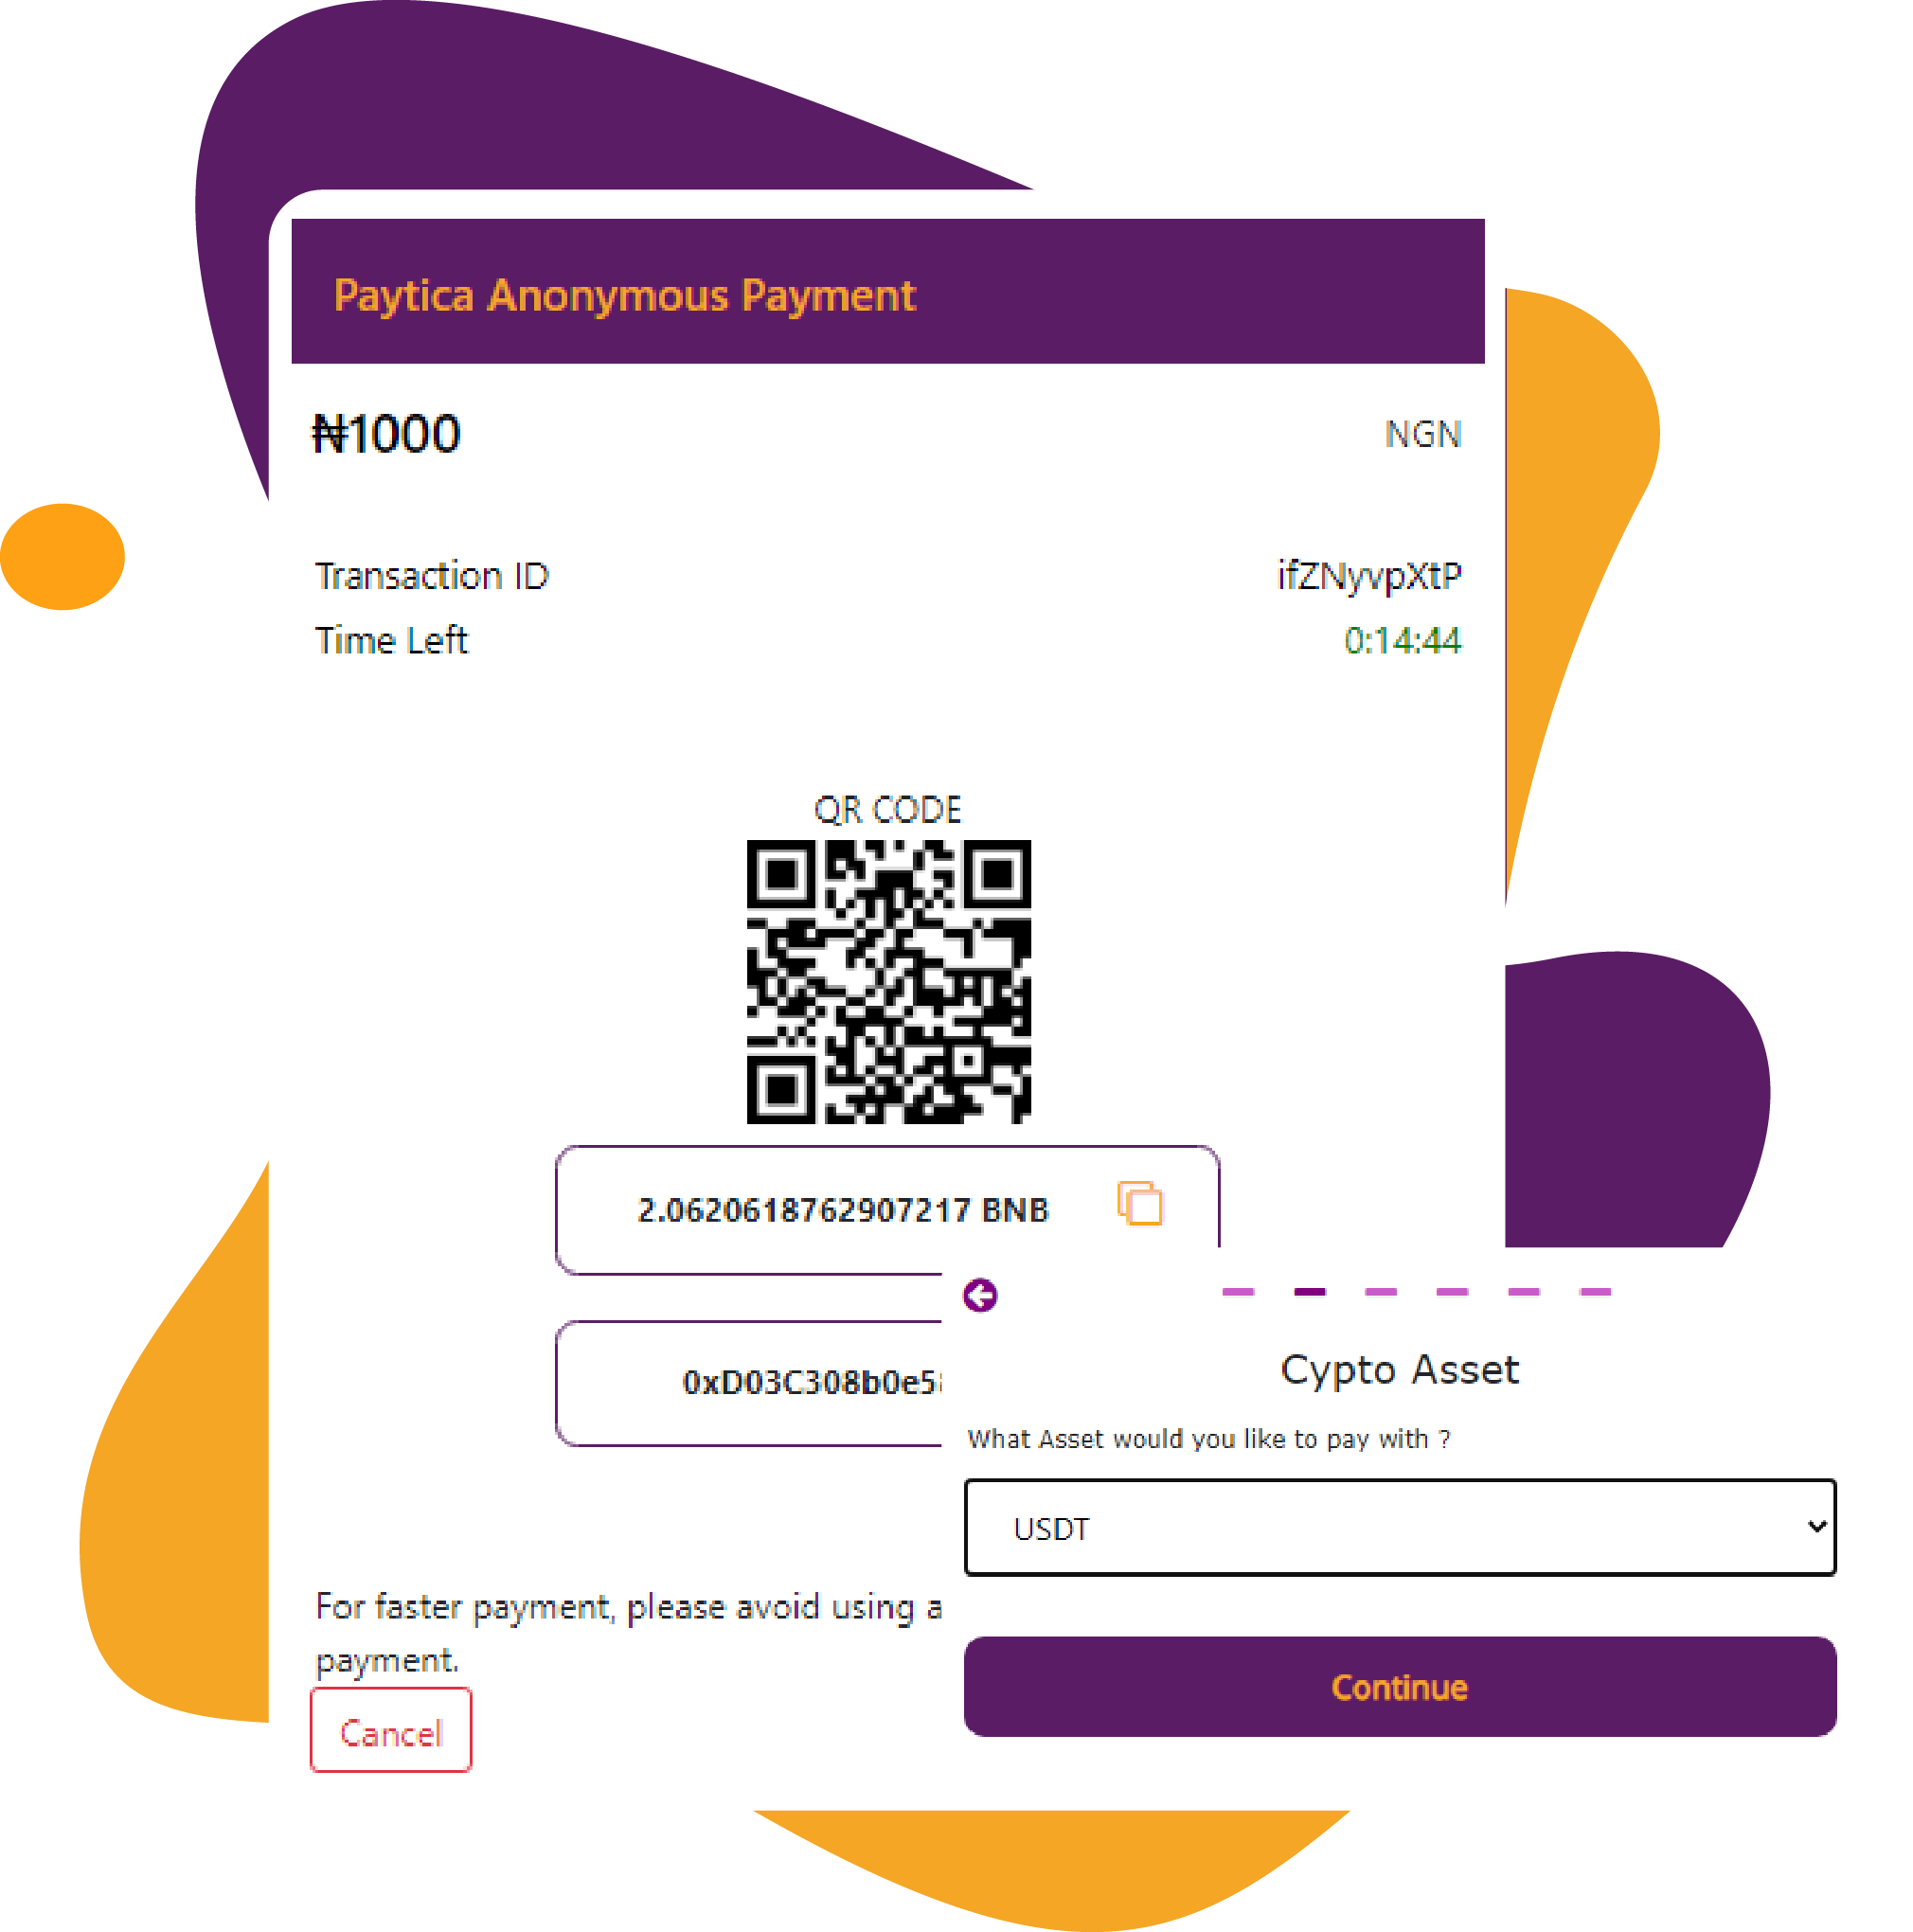 Paytica Anonymous Payment
₦1000 NGN
Transaction ID ifZNyvpXtP
Time Left 0:14:44
QR CODE
2.0620618762907217 BNB
0xD03C308b0e5
Cypto Asset
What Asset would you like to pay with ?
USDT
Continue
For faster payment, please avoid using a
payment.
Cancel